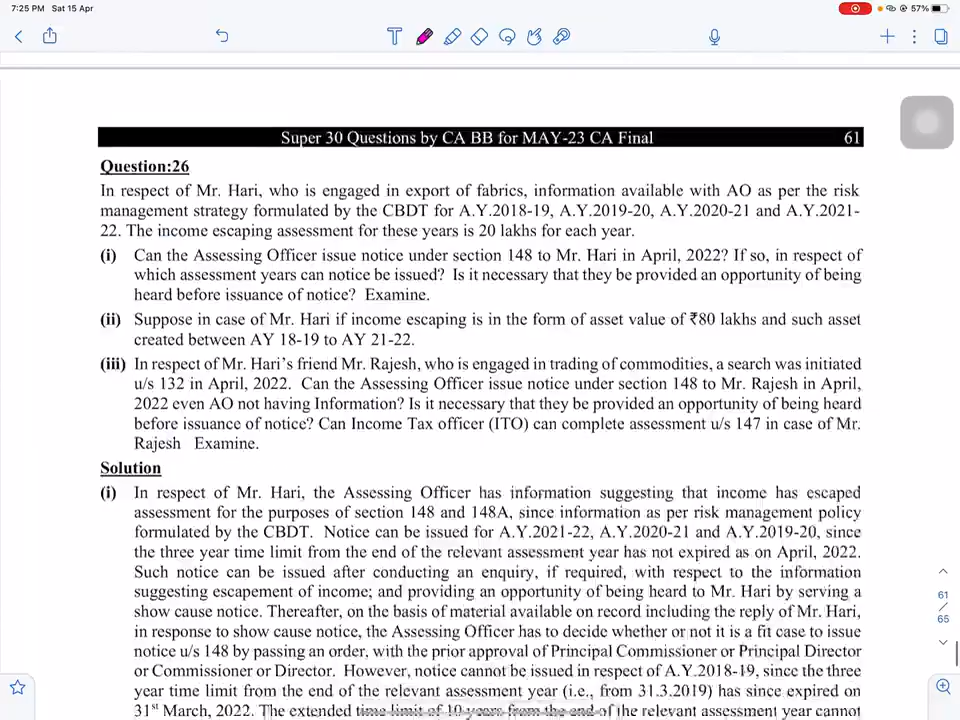 7:25 PM Sat 15 Apr
57%
Super 30 Questions by CA BB for MAY-23 CA Final 61
Question:26
In respect of Mr. Hari, who is engaged in export of fabrics, information available with AO as per the risk
management strategy formulated by the CBDT for A.Y.2018-19, A.Y.2019-20, A.Y.2020-21 and A.Y.2021-
22. The income escaping assessment for these years is 20 lakhs for each year.
(i) Can the Assessing Officer issue notice under section 148 to Mr. Hari in April, 2022? If so, in respect of
which assessment years can notice be issued? Is it necessary that they be provided an opportunity of being
heard before issuance of notice? Examine.
(ii) Suppose in case of Mr. Hari if income escaping is in the form of asset value of ₹80 lakhs and such asset
created between AY 18-19 to AY 21-22.
(iii) In respect of Mr. Hari's friend Mr. Rajesh, who is engaged in trading of commodities, a search was initiated
u/s 132 in April, 2022. Can the Assessing Officer issue notice under section 148 to Mr. Rajesh in April,
2022 even AO not having Information? Is it necessary that they be provided an opportunity of being heard
before issuance of notice? Can Income Tax officer (ITO) can complete assessment u/s 147 in case of Mr.
Rajesh Examine.
Solution
(i) In respect of Mr. Hari, the Assessing Officer has information suggesting that income has escaped
assessment for the purposes of section 148 and 148A, since information as per risk management policy
formulated by the CBDT. Notice can be issued for A.Y.2021-22, A.Y.2020-21 and A.Y.2019-20, since
the three year time limit from the end of the relevant assessment year has not expired as on April, 2022.
Such notice can be issued after conducting an enquiry, if required, with respect to the information
suggesting escapement of income; and providing an opportunity of being heard to Mr. Hari by serving a
show cause notice. Thereafter, on the basis of material available on record including the reply of Mr. Hari,
in response to show cause notice, the Assessing Officer has to decide whether or not it is a fit case to issue
notice u/s 148 by passing an order, with the prior approval of Principal Commissioner or Principal Director
or Commissioner or Director. However, notice cannot be issued in respect of A.Y.2018-19, since the three
year time limit from the end of the relevant assessment year (i.e., from 31.3.2019) has since expired on
31st March, 2022. The extended time limit of 10 years from the end of the relevant assessment year cannot
61
/
65